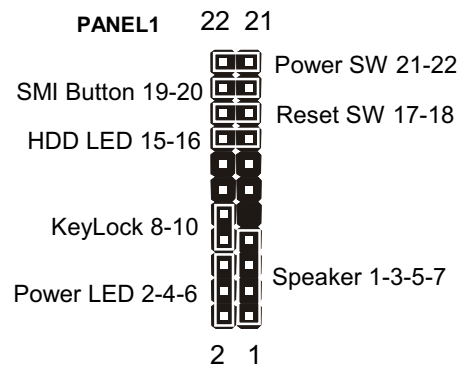 PANEL1 22 21
Power SW 21-22
SMI Button 19-20
Reset SW 17-18
HDD LED 15-16
KeyLock 8-10
Speaker 1-3-5-7
Power LED 2-4-6
2 1